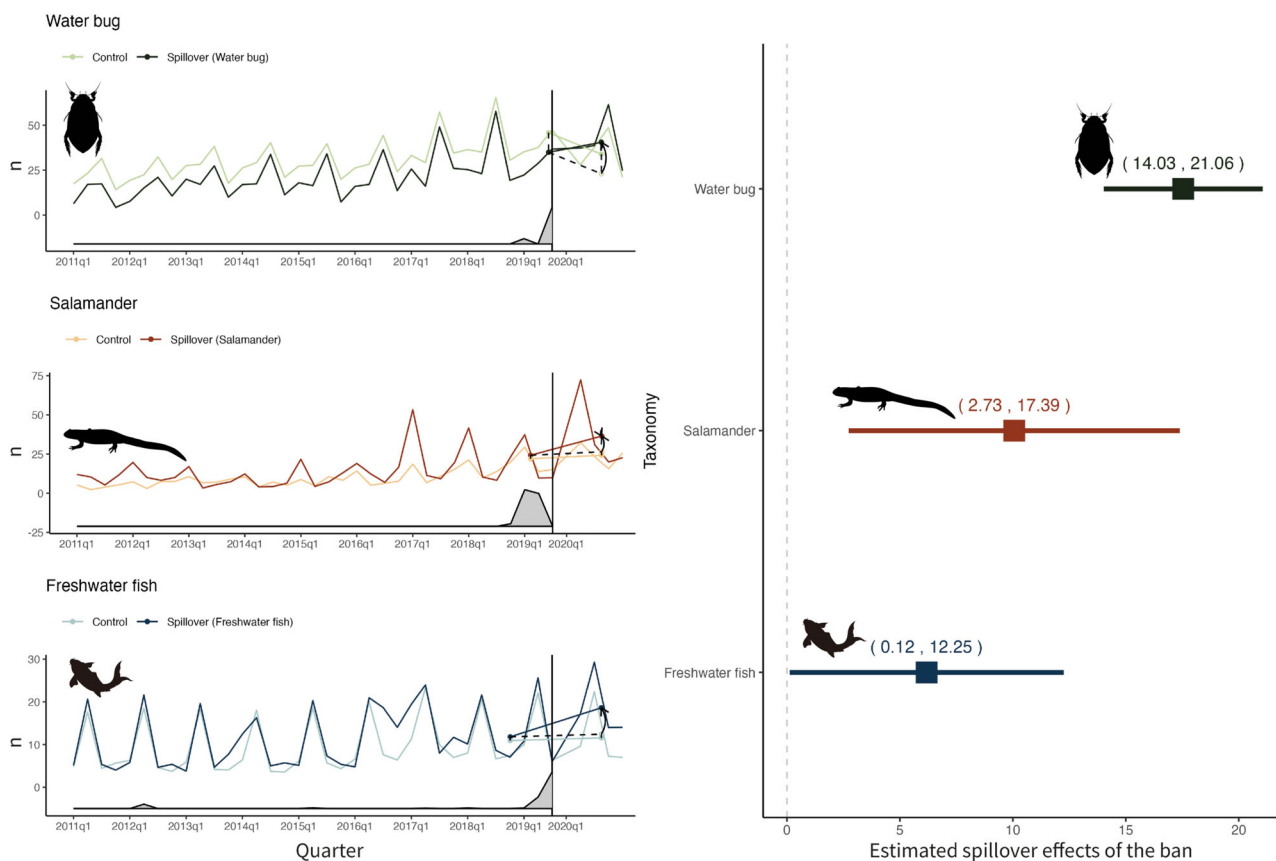 Water bug
Control Spillover (Water bug)
n
50
25
0
2011q1 2012q1 2013q1 2014q1 2015q1 2016q1 2017q1 2018q1 2019q1 2020q1
Salamander
Control Spillover (Salamander)
n
75
50
25
0
-25
2011q1 2012q1 2013q1 2014q1 2015q1 2016q1 2017q1 2018q1 2019q1 2020q1
Freshwater fish
Control Spillover (Freshwater fish)
n
30
20
10
0
2011q1 2012q1 2013q1 2014q1 2015q1 2016q1 2017q1 2018q1 2019q1 2020q1
Quarter
Taxonomy
( 14.03 , 21.06 )
Water bug
( 2.73 , 17.39 )
Salamander
( 0.12 , 12.25 )
Freshwater fish
0 5 10 15 20
Estimated spillover effects of the ban